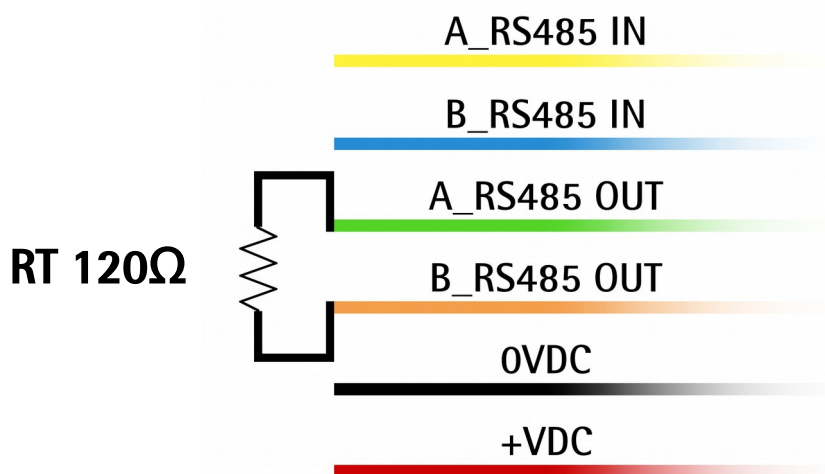 A_RS485 IN
B_RS485 IN
A_RS485 OUT
RT 120Ω
B_RS485 OUT
0VDC
+VDC